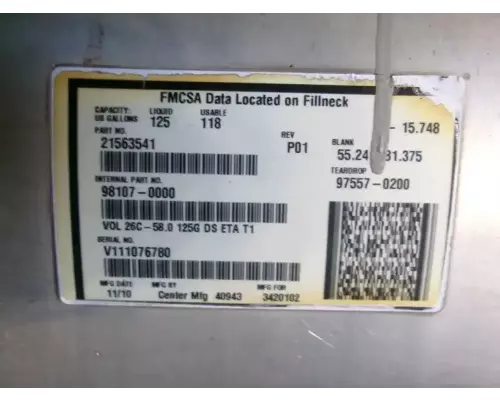 FMCSA Data Located on Fillneck
CAPACITY: LIQUID USABLE
US GALLONS 125 118 - 15.748
PART NO. REV BLANK
21563541 P01 55.24 31.375
TEARDROP
INTERNAL PART NO. 97557-0200
98107-0000
VOL 26C-58.0 125G DS ETA T1
SERIAL NO.
V111076780
MFG DATE MFG BY MFG FOR
11/10 Center Mfg 40943 3420102